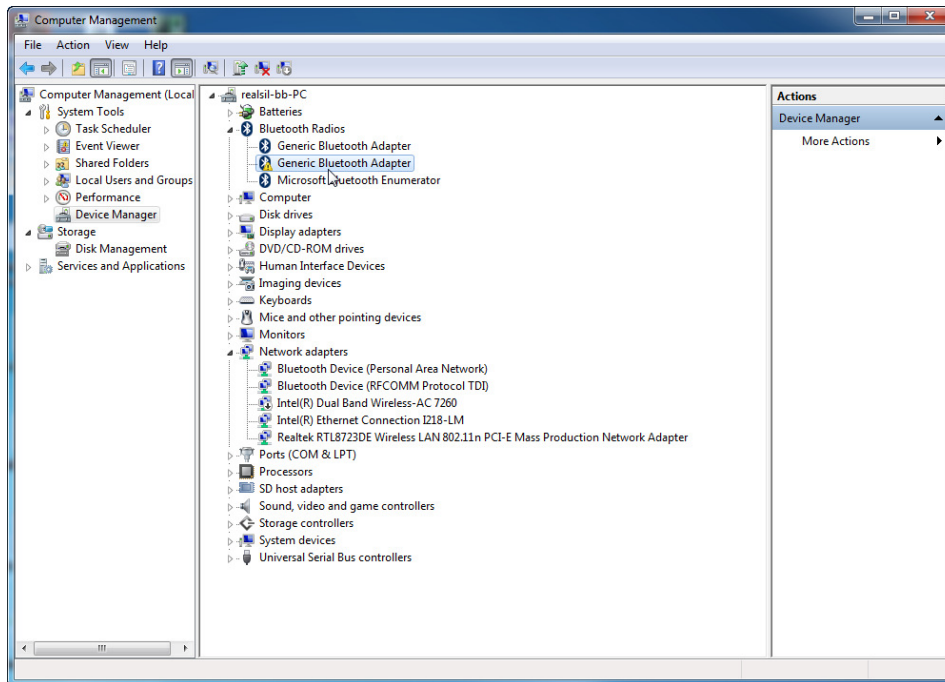 Computer Management
File Action View Help
Computer Management (Local
System Tools
Task Scheduler
Event Viewer
Shared Folders
Local Users and Groups
Performance
Device Manager
Storage
Disk Management
Services and Applications
realsil-bb-PC
Batteries
Bluetooth Radios
Generic Bluetooth Adapter
Generic Bluetooth Adapter
Microsoft Bluetooth Enumerator
Computer
Disk drives
Display adapters
DVD/CD-ROM drives
Human Interface Devices
Imaging devices
Keyboards
Mice and other pointing devices
Monitors
Network adapters
Bluetooth Device (Personal Area Network)
Bluetooth Device (RFCOMM Protocol TDI)
Intel(R) Dual Band Wireless-AC 7260
Intel(R) Ethernet Connection I218-LM
Realtek RTL8723DE Wireless LAN 802.11n PCI-E Mass Production Network Adapter
Ports (COM & LPT)
Processors
SD host adapters
Sound, video and game controllers
Storage controllers
System devices
Universal Serial Bus controllers
Actions
Device Manager
More Actions